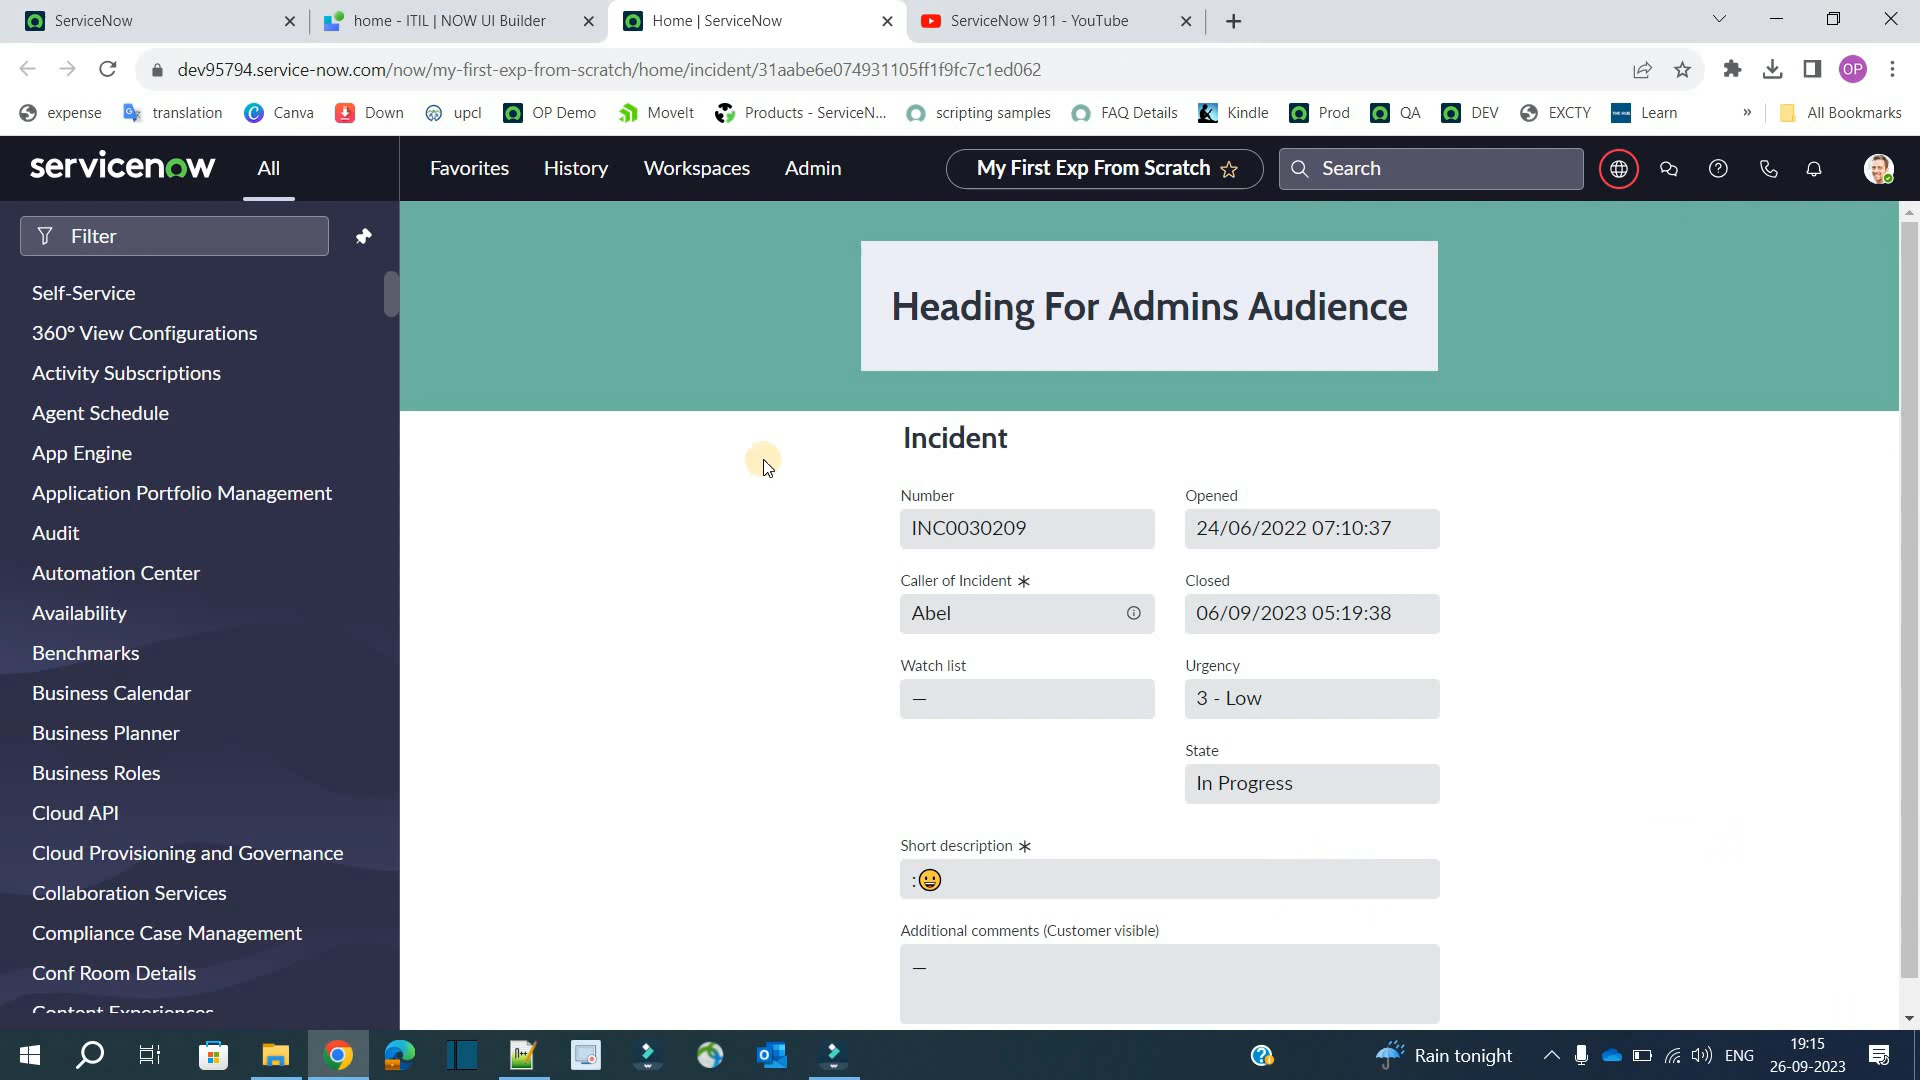 ServiceNow
home - ITIL | NOW UI Builder
Home | ServiceNow
ServiceNow 911 - YouTube
dev95794.service-now.com/now/my-first-exp-from-scratch/home/incident/31aabe6e074931105ff1f9fc7c1ed062
OP
expense
translation
Canva
Down
upcl
OP Demo
MoveIt
Products - ServiceN...
scripting samples
FAQ Details
Kindle
Prod
QA
DEV
EXCTY
Learn
»
All Bookmarks
servicenow
All
Favorites
History
Workspaces
Admin
My First Exp From Scratch
Search
Filter
Self-Service
360° View Configurations
Activity Subscriptions
Agent Schedule
App Engine
Application Portfolio Management
Audit
Automation Center
Availability
Benchmarks
Business Calendar
Business Planner
Business Roles
Cloud API
Cloud Provisioning and Governance
Collaboration Services
Compliance Case Management
Conf Room Details
Content Experiences
Heading For Admins Audience
Incident
Number
INC0030209
Opened
24/06/2022 07:10:37
Caller of Incident *
Abel
Closed
06/09/2023 05:19:38
Watch list
—
Urgency
3 - Low
State
In Progress
Short description *
:😀
Additional comments (Customer visible)
—
Rain tonight
ENG
19:15
26-09-2023